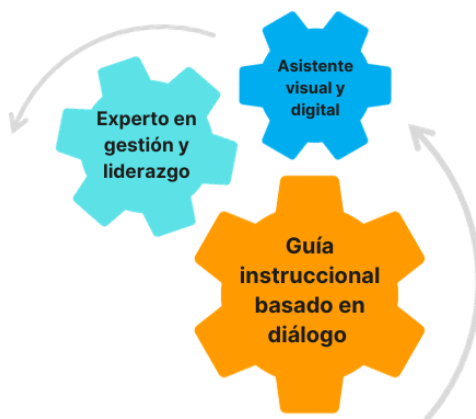 Asistente
visual y
digital
Experto en
gestión y
liderazgo
Guía
instruccional
basado en
diálogo